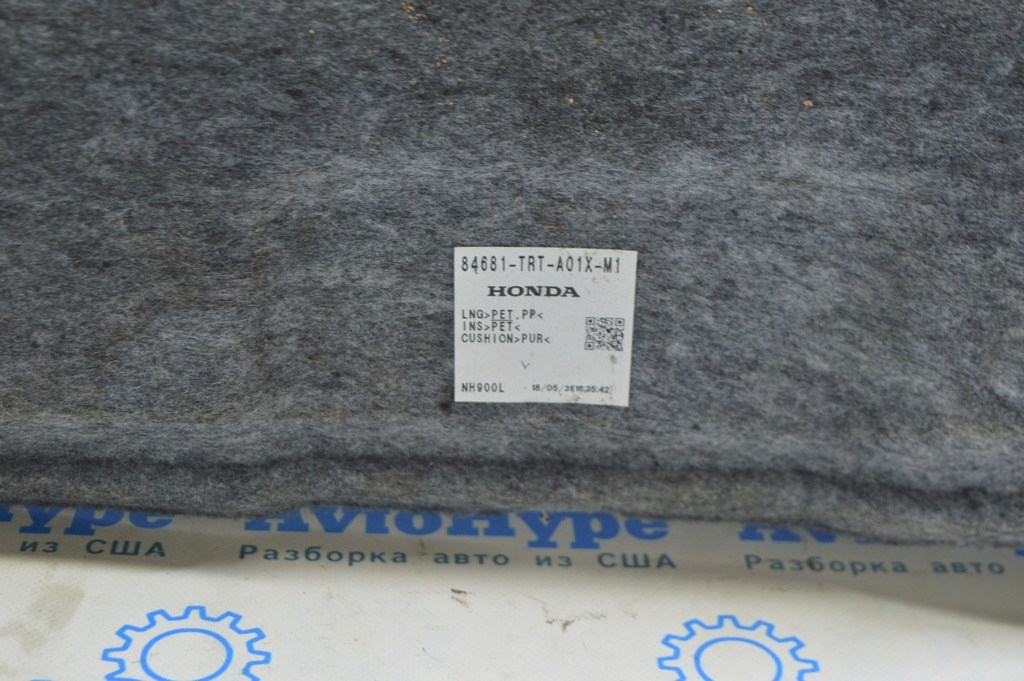 84681-TRT-A01X-M1
HONDA
LNG>PET.PP<
INS>PET<
CUSHION>PUR<
NH900L
AvtoHype
из США
Разборка авто из США
Разборка авто